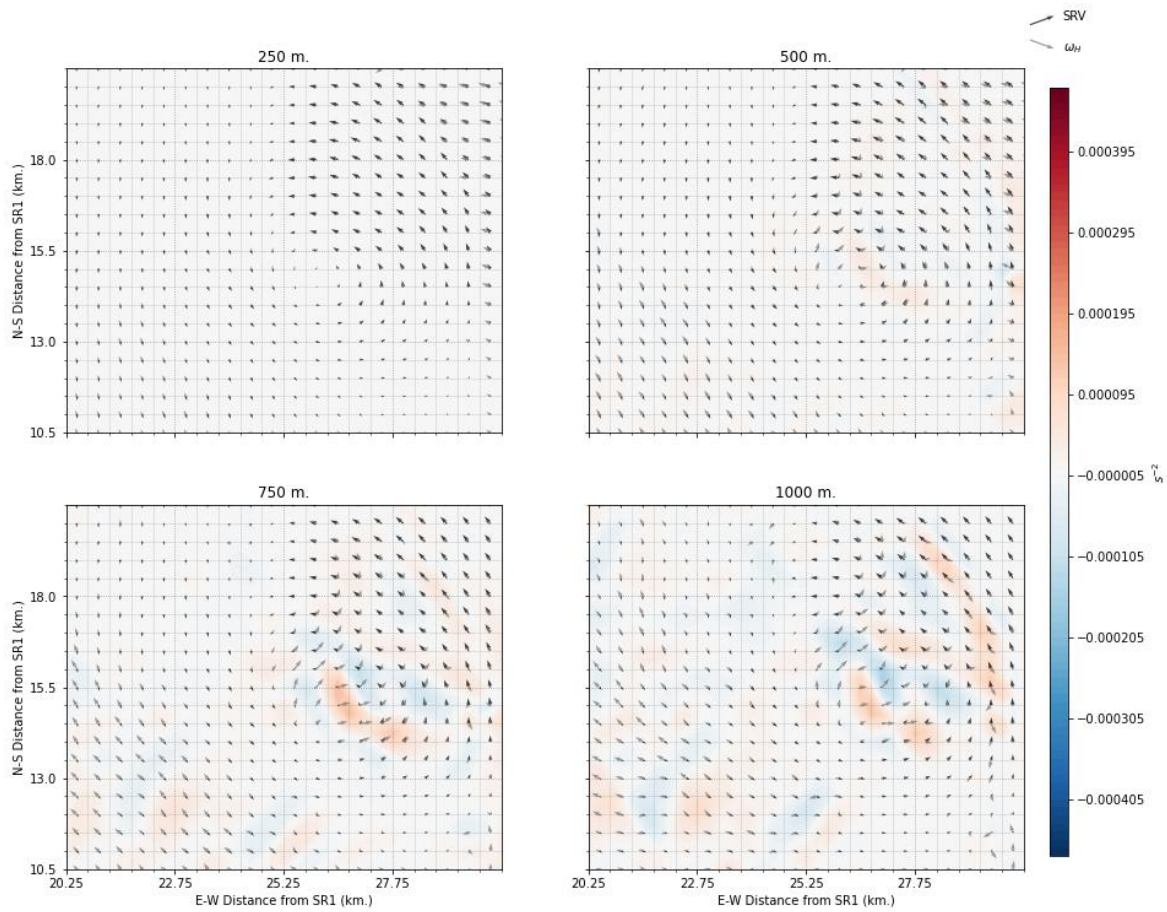 SRV
ω_H
250 m.
500 m.
N-S Distance from SR1 (km.)
18.0
15.5
13.0
10.5
0.000395
0.000295
0.000195
0.000095
−0.000005
−0.000105
−0.000205
−0.000305
−0.000405
s⁻²
750 m.
1000 m.
N-S Distance from SR1 (km.)
18.0
15.5
13.0
10.5
20.25 22.75 25.25 27.75
20.25 22.75 25.25 27.75
E-W Distance from SR1 (km.)
E-W Distance from SR1 (km.)